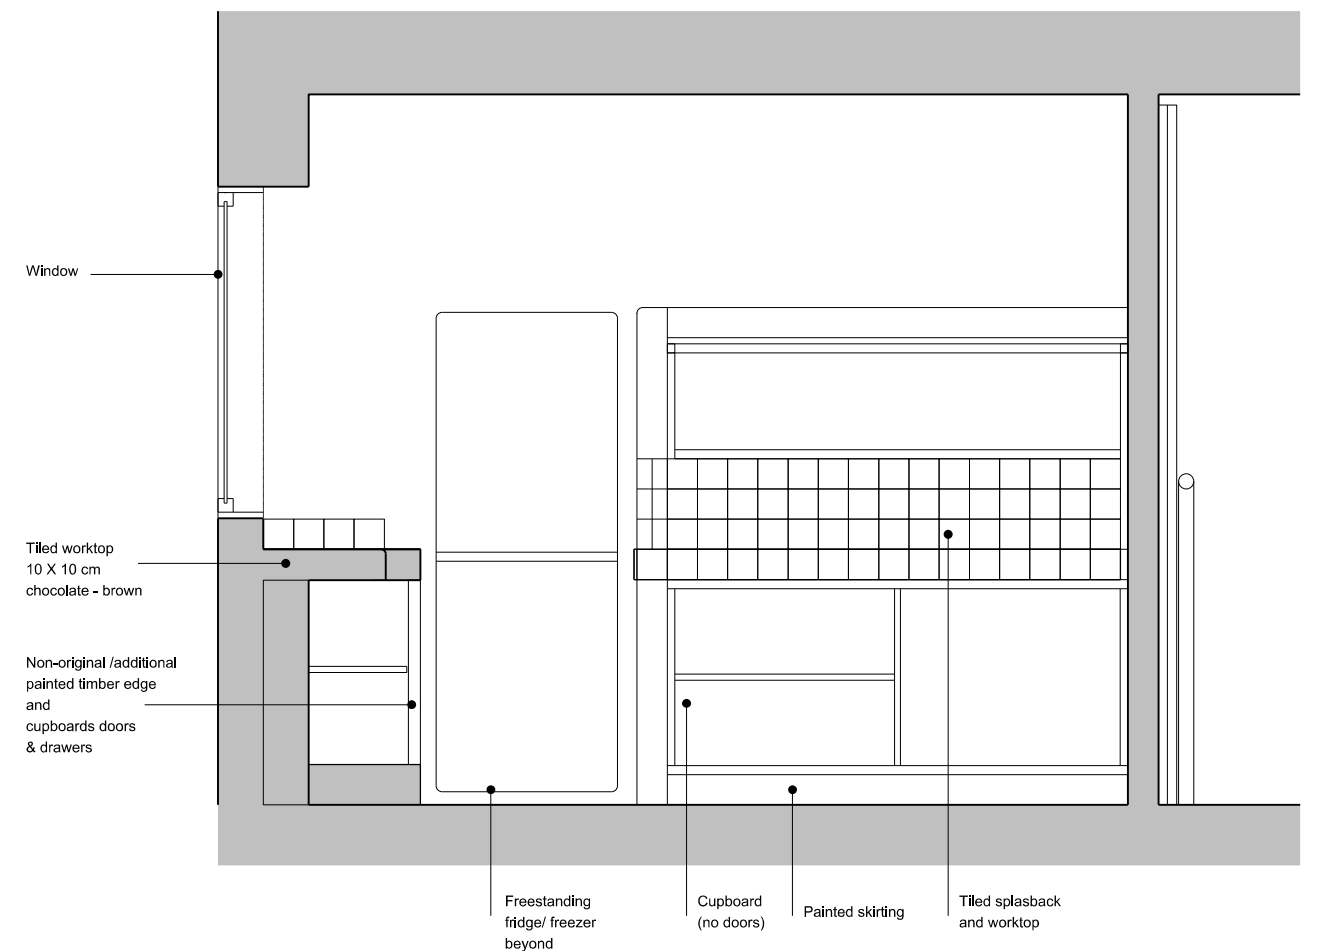 Window
Tiled worktop
10 X 10 cm
chocolate - brown
Non-original /additional
painted timber edge
and
cupboards doors
& drawers
Freestanding
fridge/ freezer
beyond
Cupboard
(no doors)
Painted skirting
Tiled splasback
and worktop